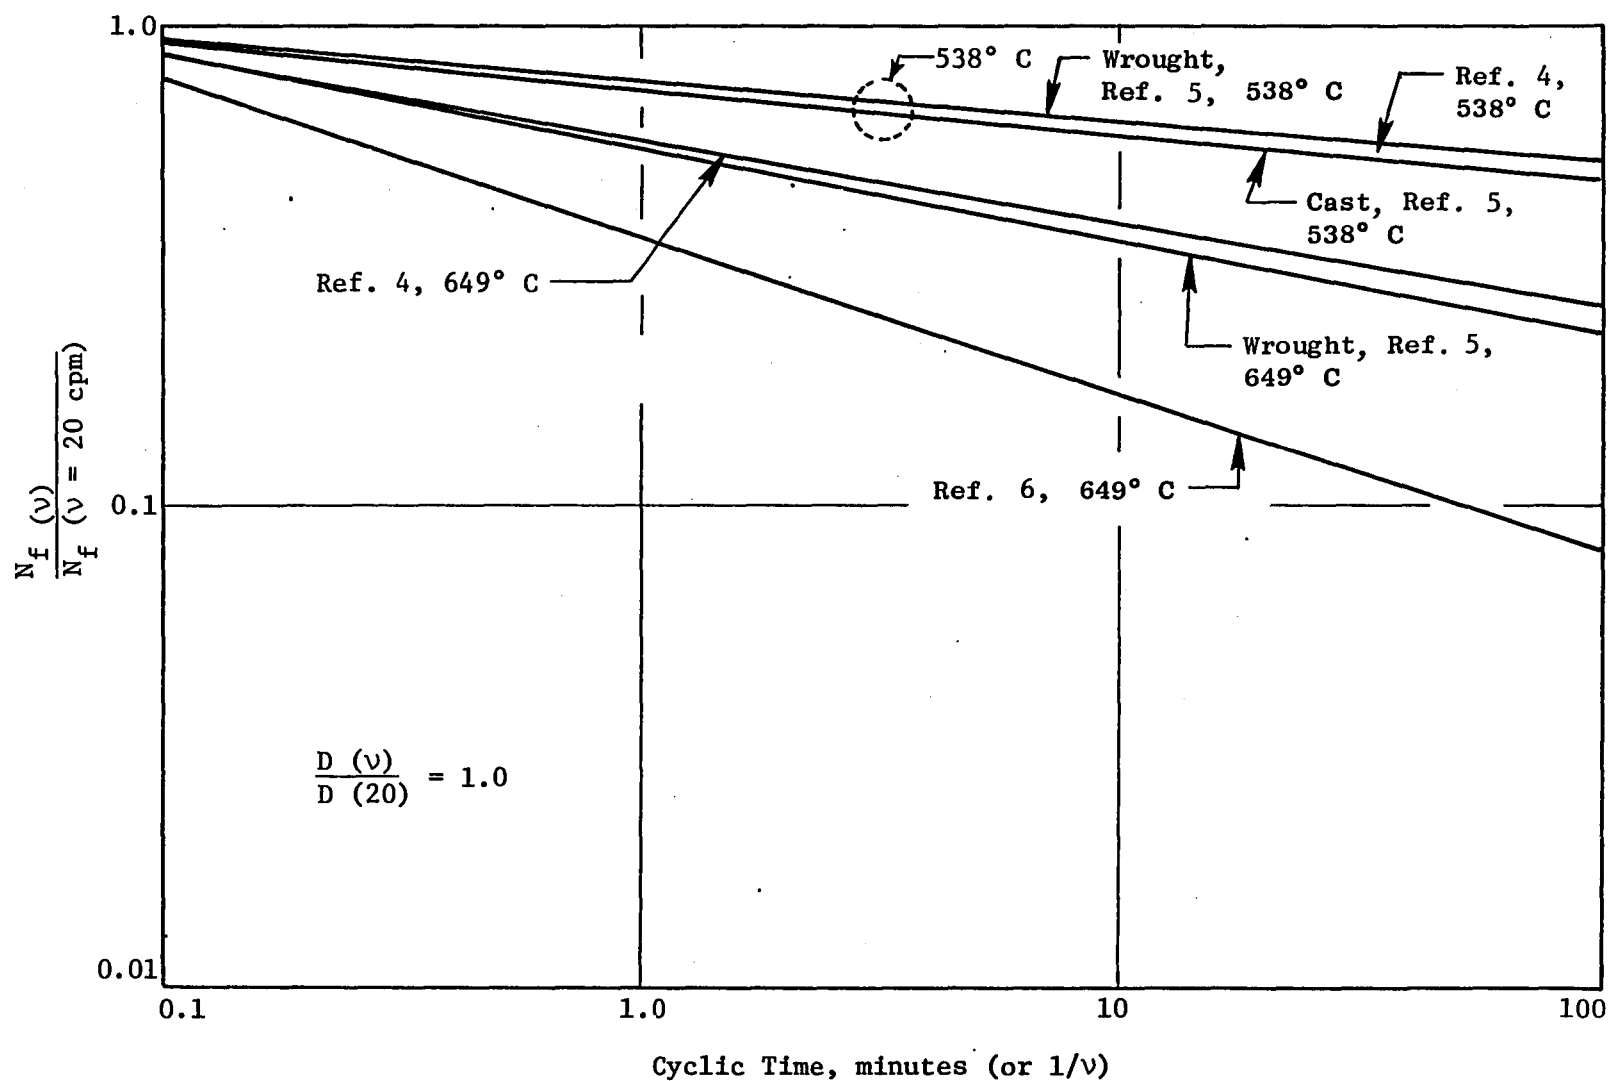 1.0
538° C
Wrought,
Ref. 5, 538° C
Ref. 4,
538° C
Cast, Ref. 5,
538° C
Ref. 4, 649° C
Wrought, Ref. 5,
649° C
Ref. 6, 649° C
N_f (ν)
N_f (ν = 20 cpm)
0.1
D (ν)
D (20)
= 1.0
0.01
0.1 1.0 10 100
Cyclic Time, minutes (or 1/ν)